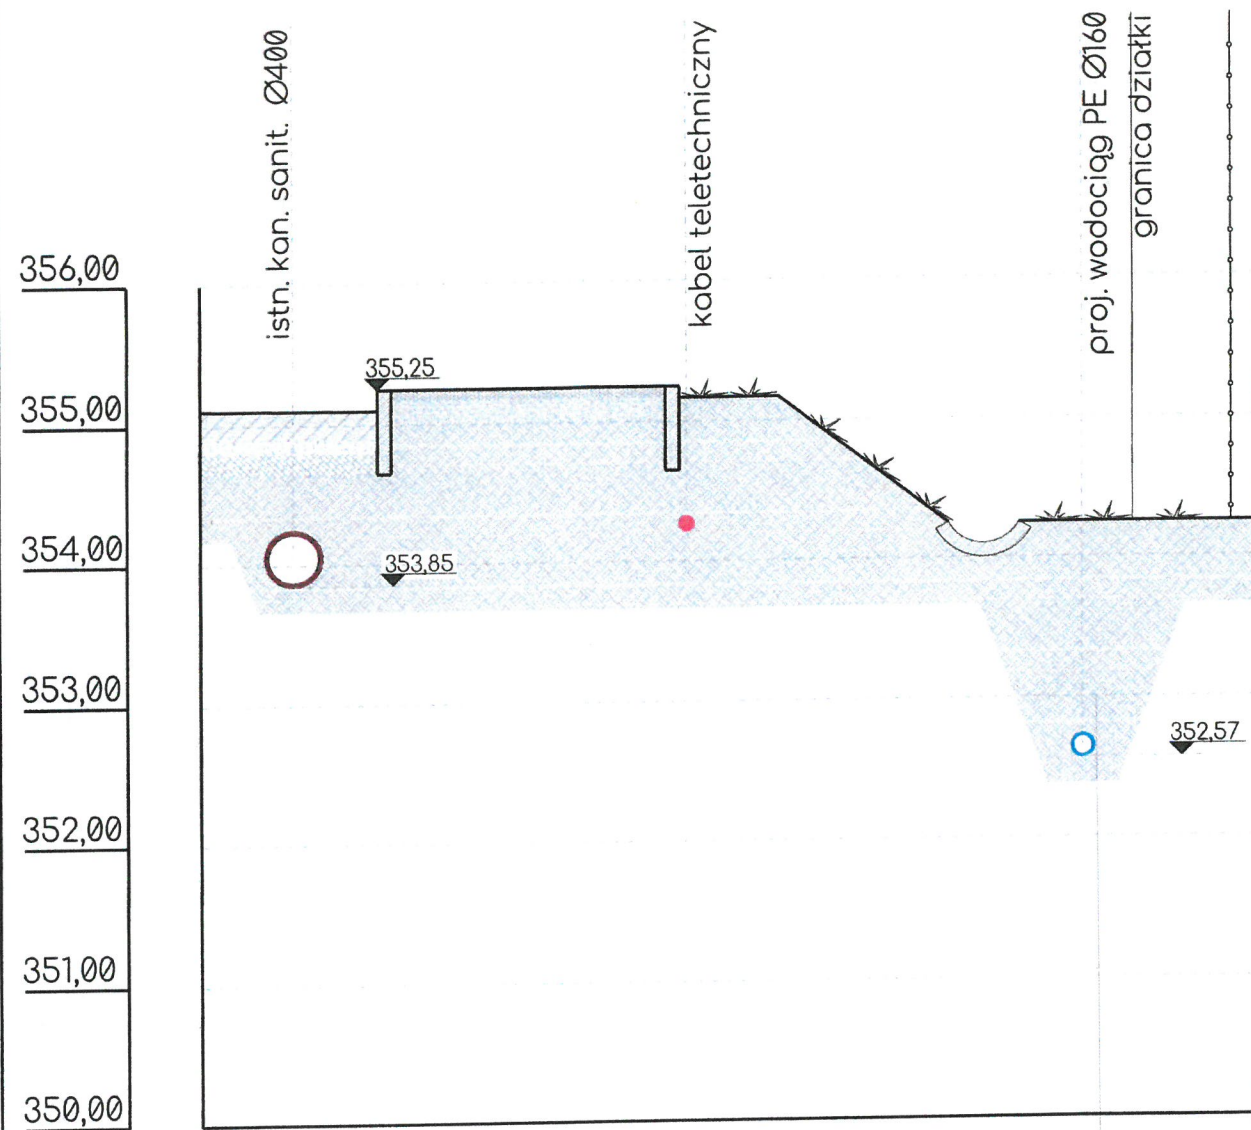 istn. kan. sanit. Ø400
kabel teletechniczny
proj. wodociąg PE Ø160
granica działki
356,00
355,25
355,00
354,00
353,85
353,00
352,57
352,00
351,00
350,00